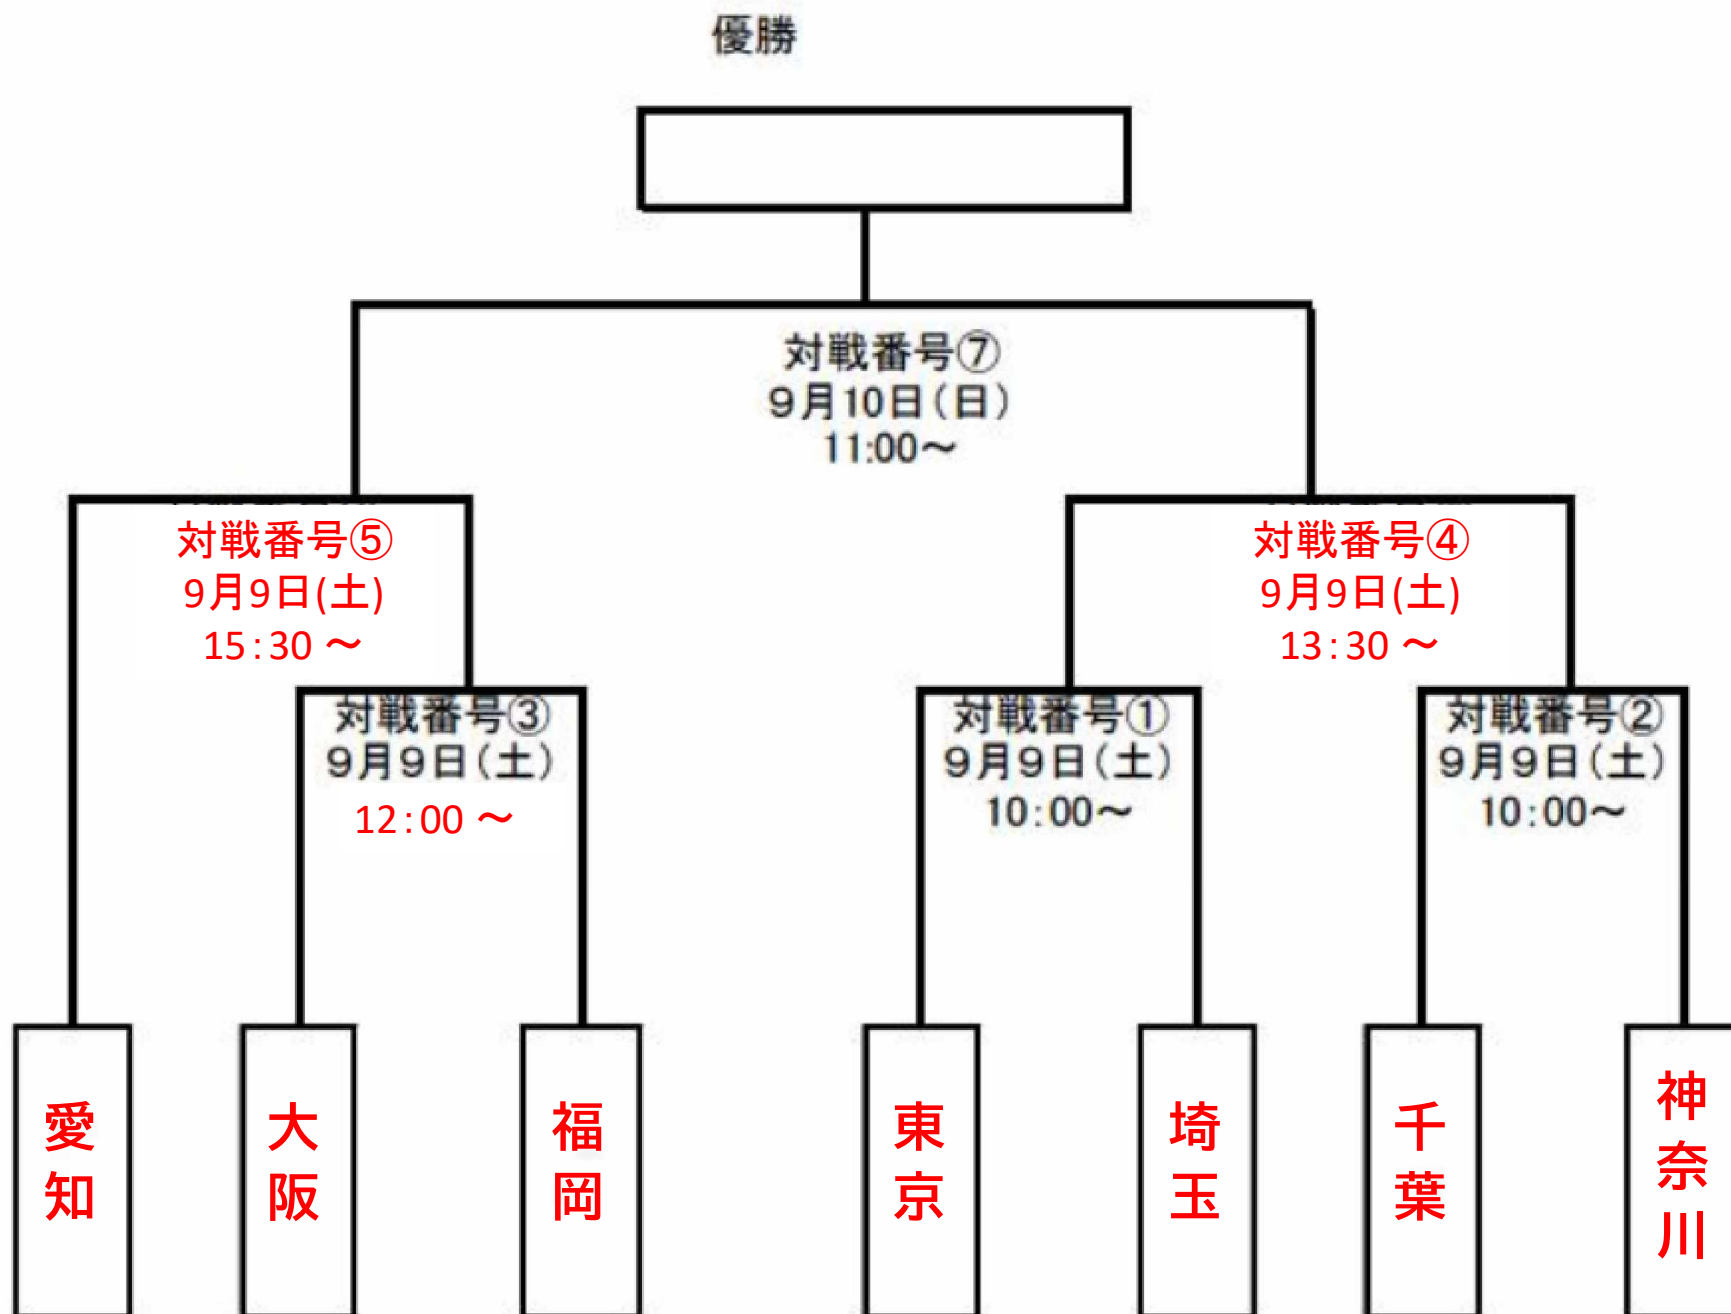 優勝
対戦番号⑦
９月10日（日）
11:00～
対戦番号⑤
9月9日(土)
15:30 ～
対戦番号④
9月9日(土)
13:30 ～
対戦番号③
９月９日（土）
12:00 ～
対戦番号①
９月９日（土）
10:00～
対戦番号②
９月９日（土）
10:00～
愛知
大阪
福岡
東京
埼玉
千葉
神奈川